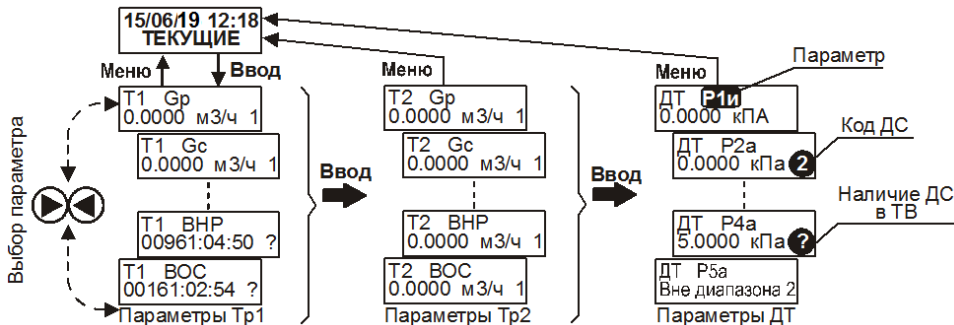 15/06/19 12:18
ТЕКУЩИЕ
Меню
Ввод
Выбор параметра
T1 Gp
0.0000 м3/ч 1
T1 Gc
0.0000 м3/ч 1
T1 ВНР
00961:04:50 ?
T1 ВОС
00161:02:54 ?
Параметры Тр1
Ввод
Меню
T2 Gp
0.0000 м3/ч 1
T2 Gc
0.0000 м3/ч 1
T2 ВНР
0.0000 м3/ч 1
T2 ВОС
0.0000 м3/ч 1
Параметры Тр2
Ввод
Меню
ДТ P1и
0.0000 кПА
ДТ P2a
0.0000 кПа 2
ДТ P4a
5.0000 кПа ?
ДТ P5a
Вне диапазона 2
Параметры ДТ
Параметр
Код ДС
Наличие ДС
в ТВ